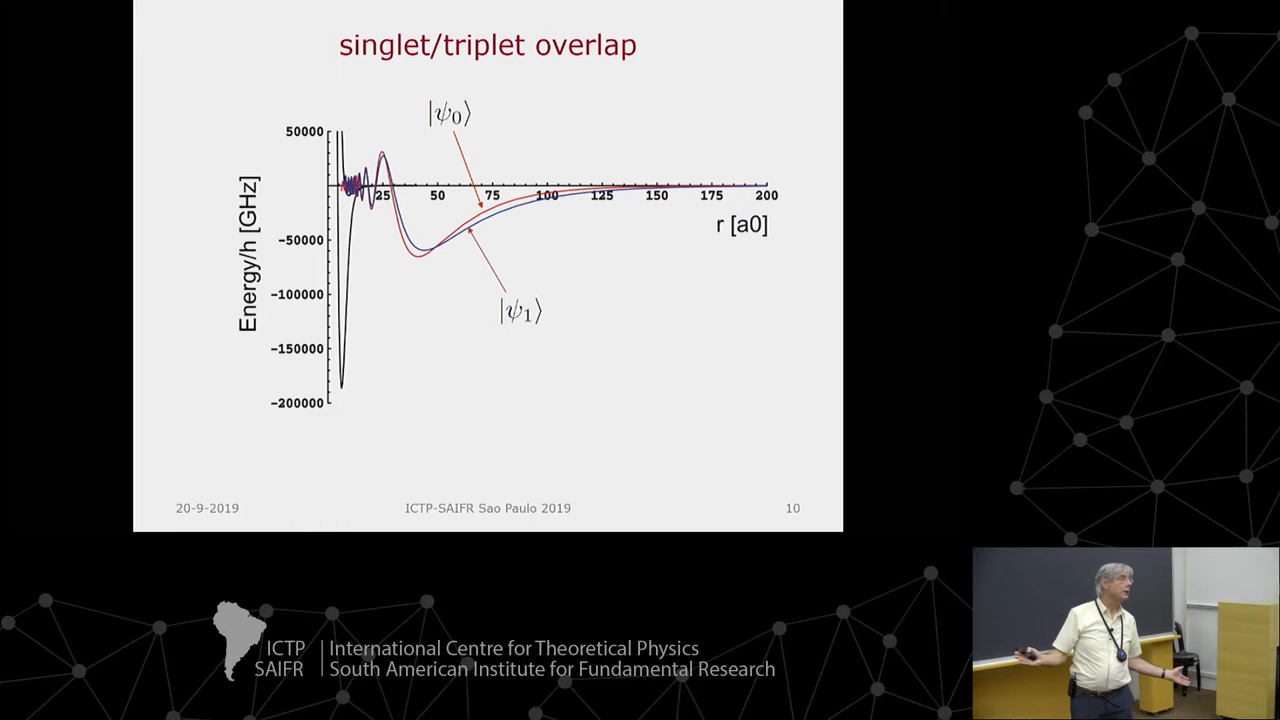 singlet/triplet overlap
|ψ0⟩
50000
25
50
75
100
125
150
175
200
r [a0]
Energy/h [GHz]
−50000
|ψ1⟩
−100000
−150000
−200000
20-9-2019
ICTP-SAIFR Sao Paulo 2019
10
ICTP
SAIFR
International Centre for Theoretical Physics
South American Institute for Fundamental Research